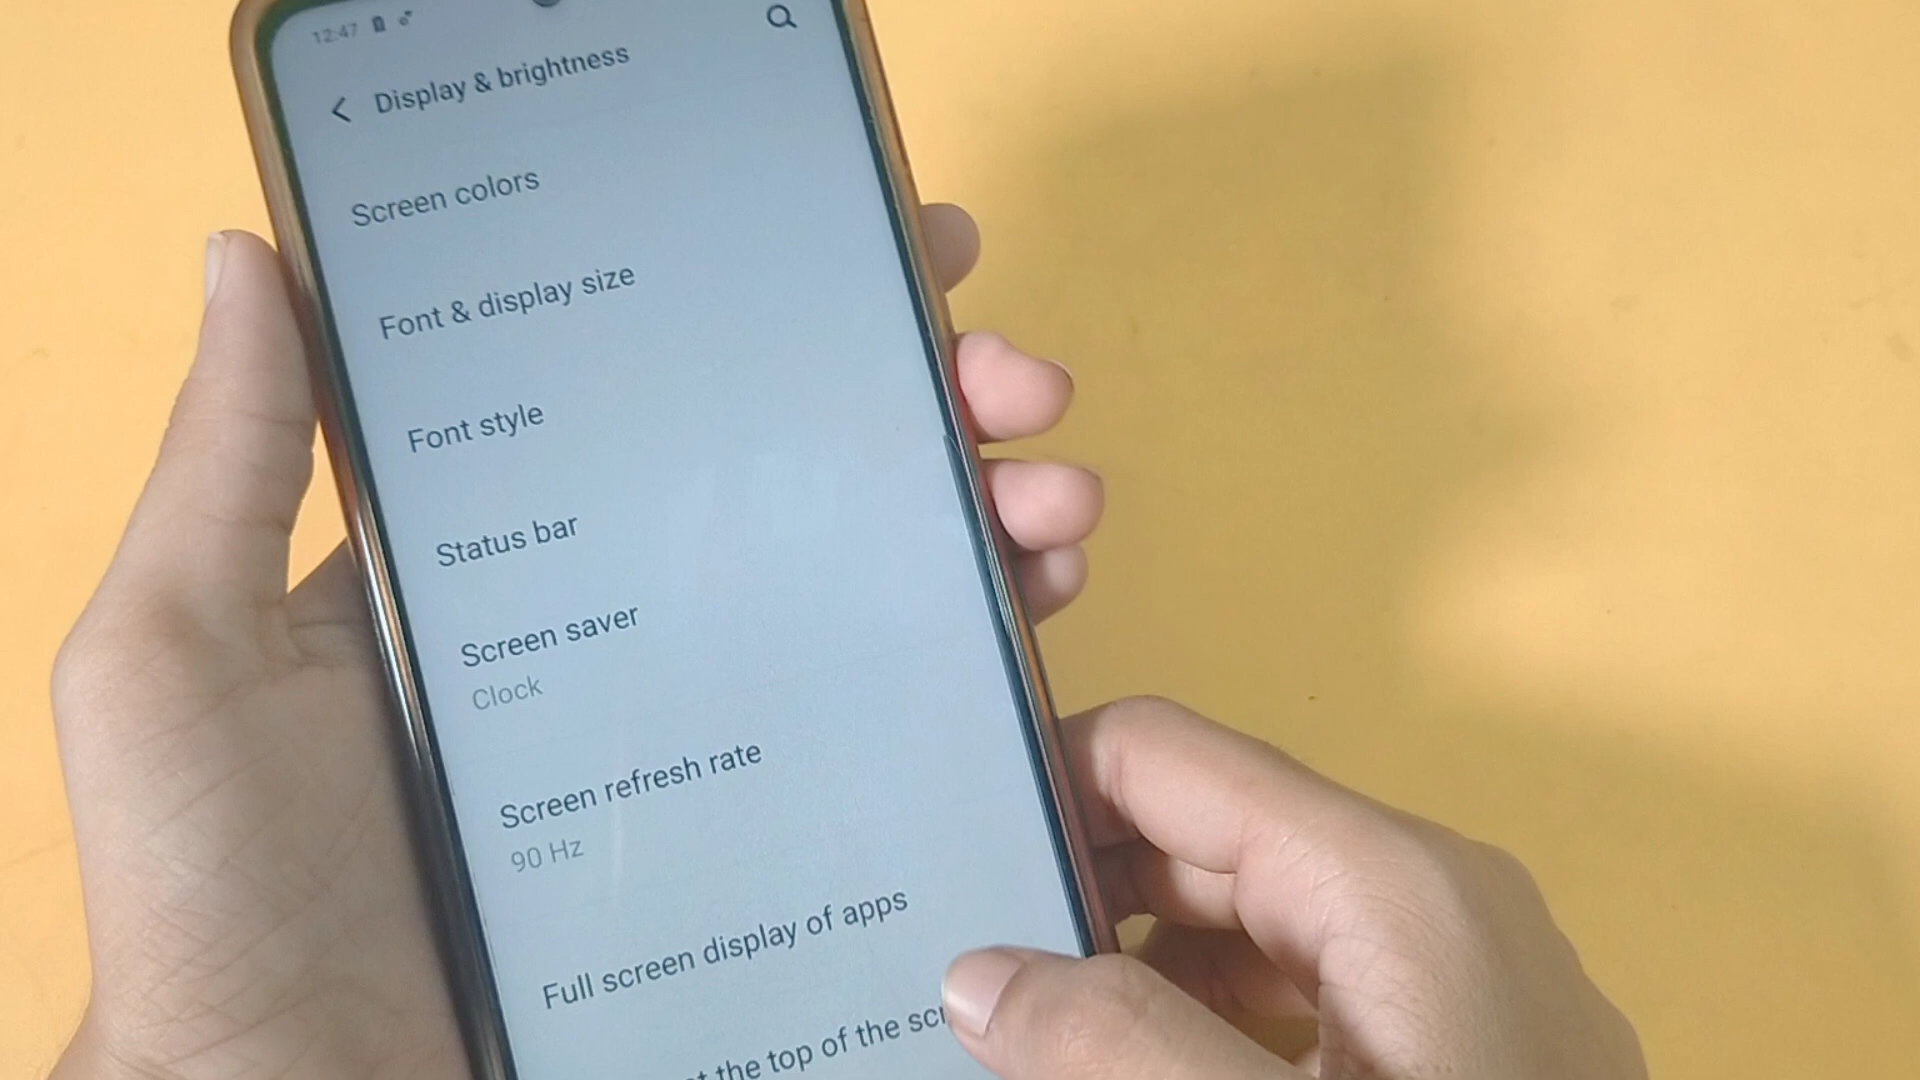 12:47
Display & brightness
Screen colors
Font & display size
Font style
Status bar
Screen saver
Clock
Screen refresh rate
90 Hz
Full screen display of apps
the top of the